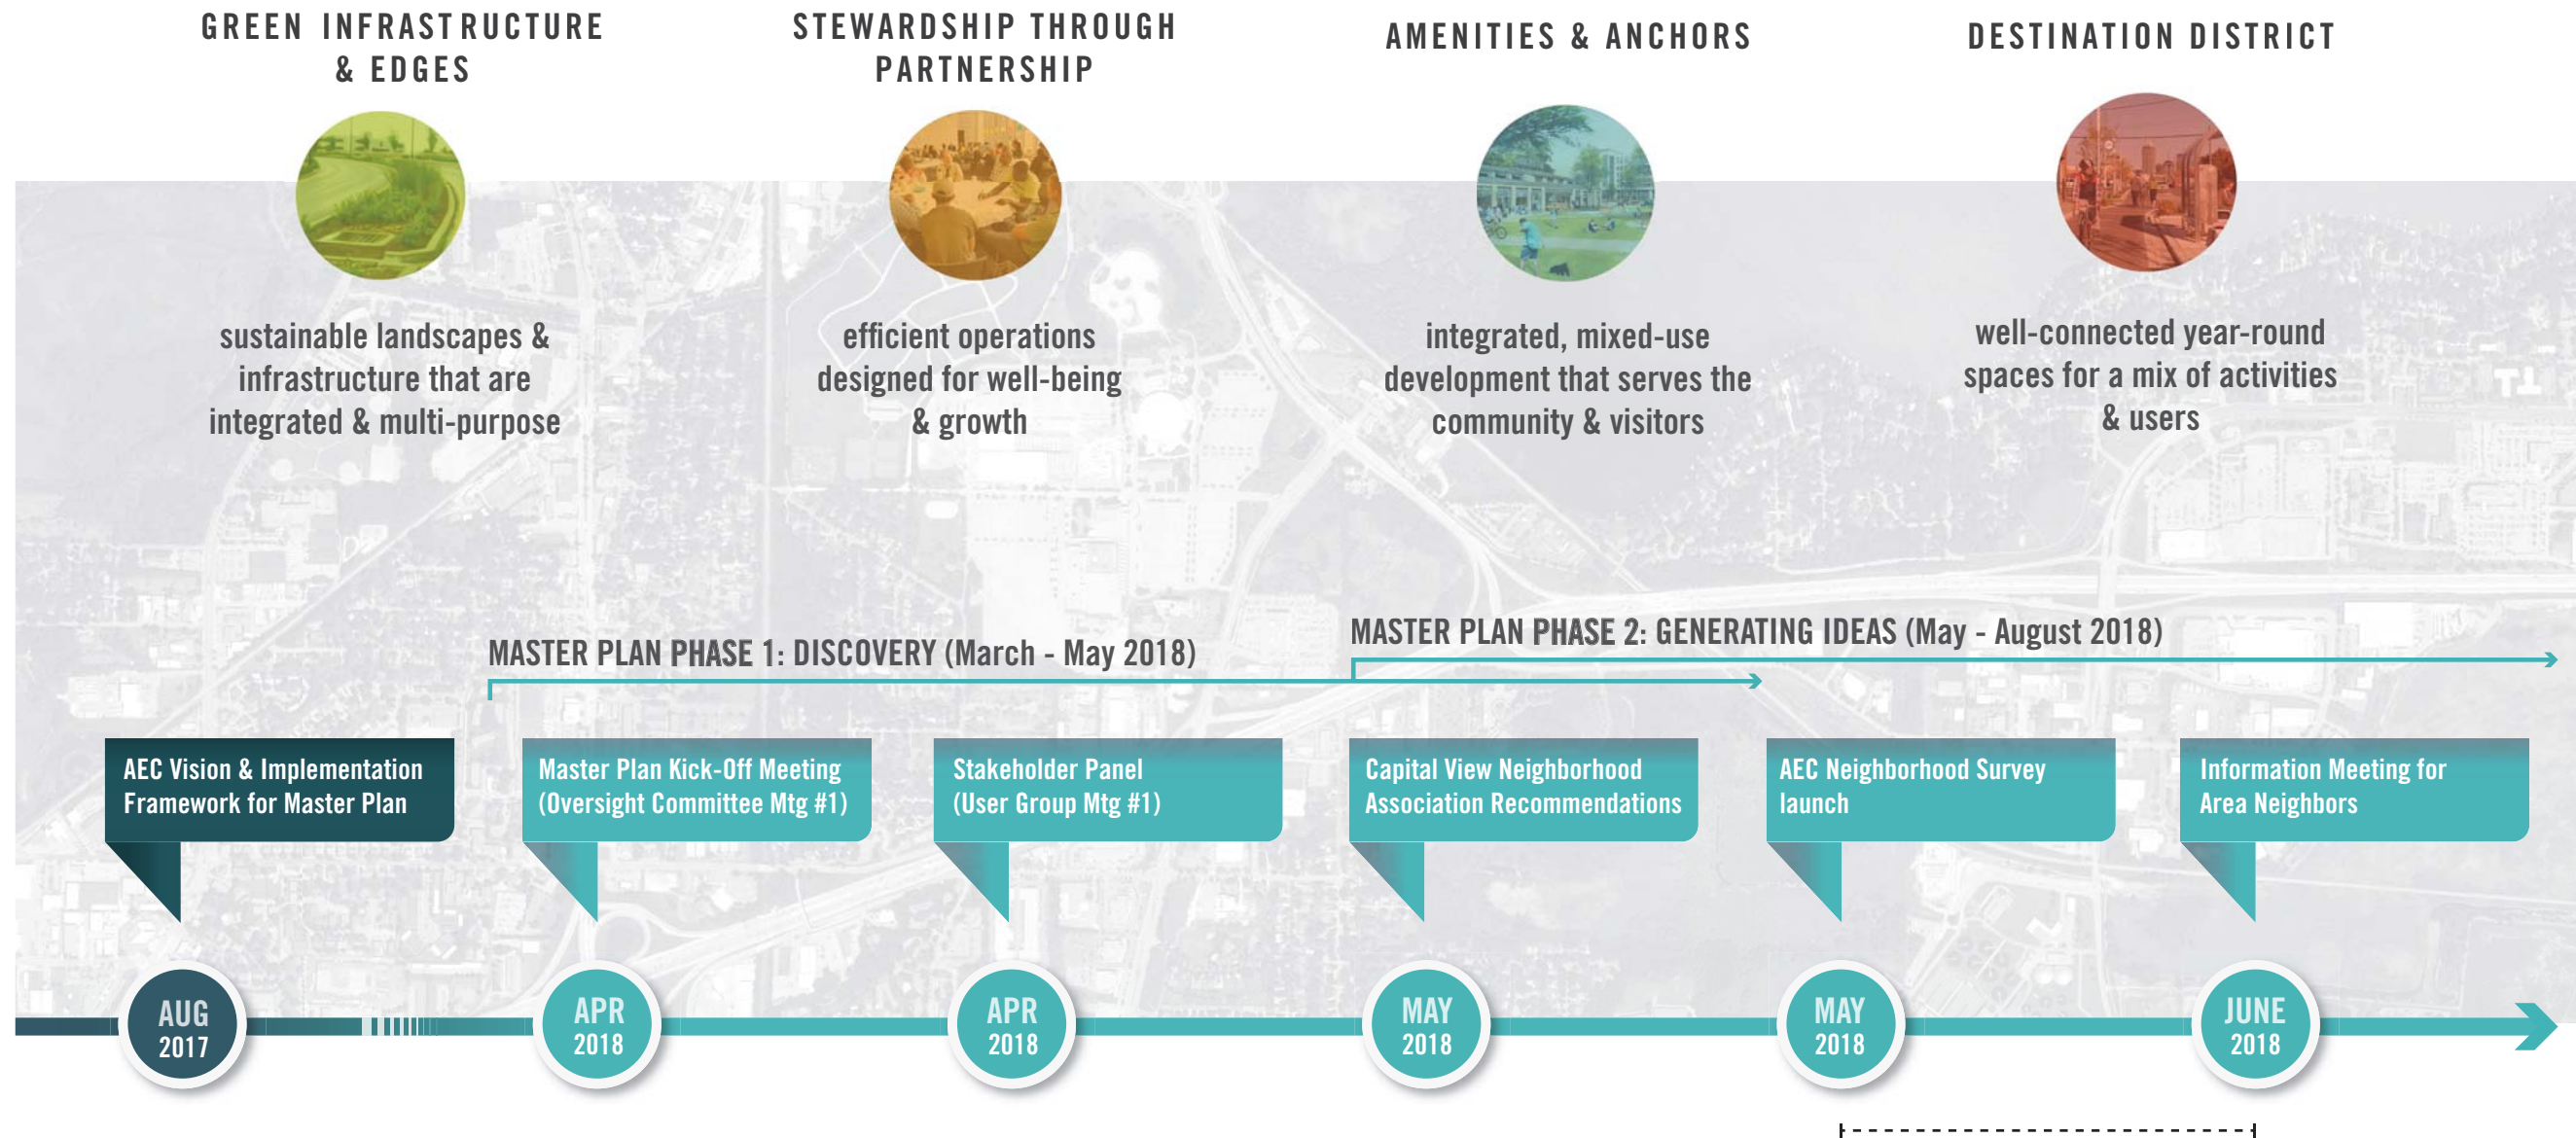 GREEN INFRASTRUCTURE
& EDGES
sustainable landscapes &
infrastructure that are
integrated & multi-purpose
STEWARDSHIP THROUGH
PARTNERSHIP
efficient operations
designed for well-being
& growth
AMENITIES & ANCHORS
integrated, mixed-use
development that serves the
community & visitors
DESTINATION DISTRICT
well-connected year-round
spaces for a mix of activities
& users
MASTER PLAN PHASE 1: DISCOVERY (March - May 2018)
MASTER PLAN PHASE 2: GENERATING IDEAS (May - August 2018)
AEC Vision & Implementation
Framework for Master Plan
AUG
2017
Master Plan Kick-Off Meeting
(Oversight Committee Mtg #1)
APR
2018
Stakeholder Panel
(User Group Mtg #1)
APR
2018
Capital View Neighborhood
Association Recommendations
MAY
2018
AEC Neighborhood Survey
launch
MAY
2018
Information Meeting for
Area Neighbors
JUNE
2018